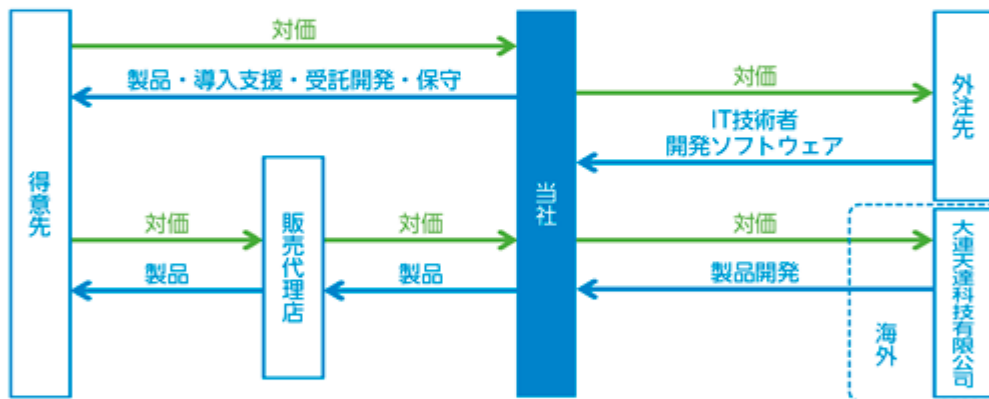 対価
製品・導入支援・受託開発・保守
対価
IT技術者
開発ソフトウェア
外注先
得意先
当社
対価
製品
販売代理店
対価
製品
対価
製品開発
海外
大連天達科技有限公司